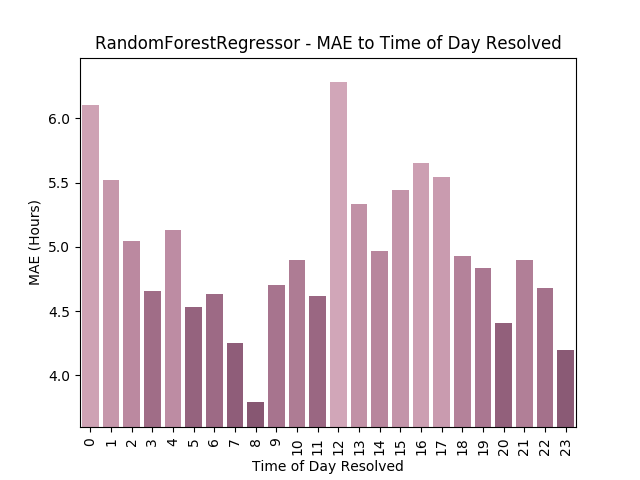 RandomForestRegressor - MAE to Time of Day Resolved
6.0
5.5
5.0
4.5
4.0
MAE (Hours)
0 1 2 3 4 5 6 7 8 9 10 11 12 13 14 15 16 17 18 19 20 21 22 23
Time of Day Resolved